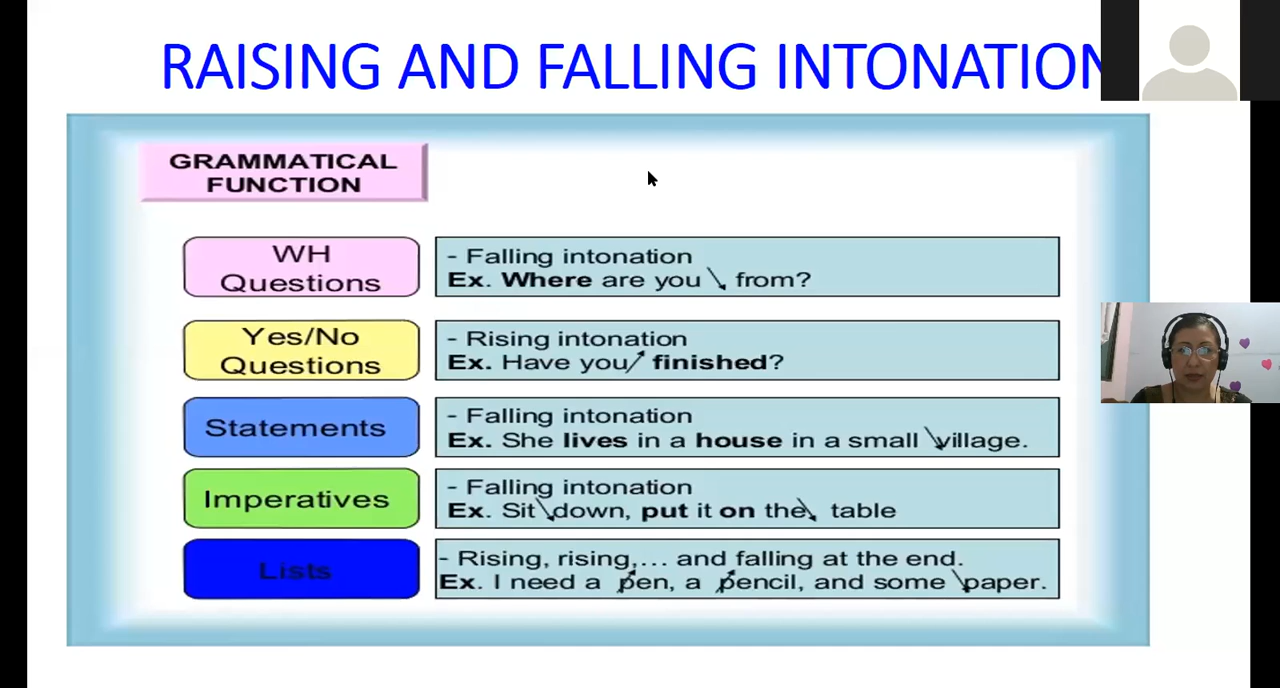 RAISING AND FALLING INTONATION
GRAMMATICAL
FUNCTION
WH
Questions
- Falling intonation
Ex. Where are you from?
Yes/No
Questions
- Rising intonation
Ex. Have you finished?
Statements
- Falling intonation
Ex. She lives in a house in a small village.
Imperatives
- Falling intonation
Ex. Sit down, put it on the table
Lists
- Rising, rising,... and falling at the end.
Ex. I need a pen, a pencil, and some paper.